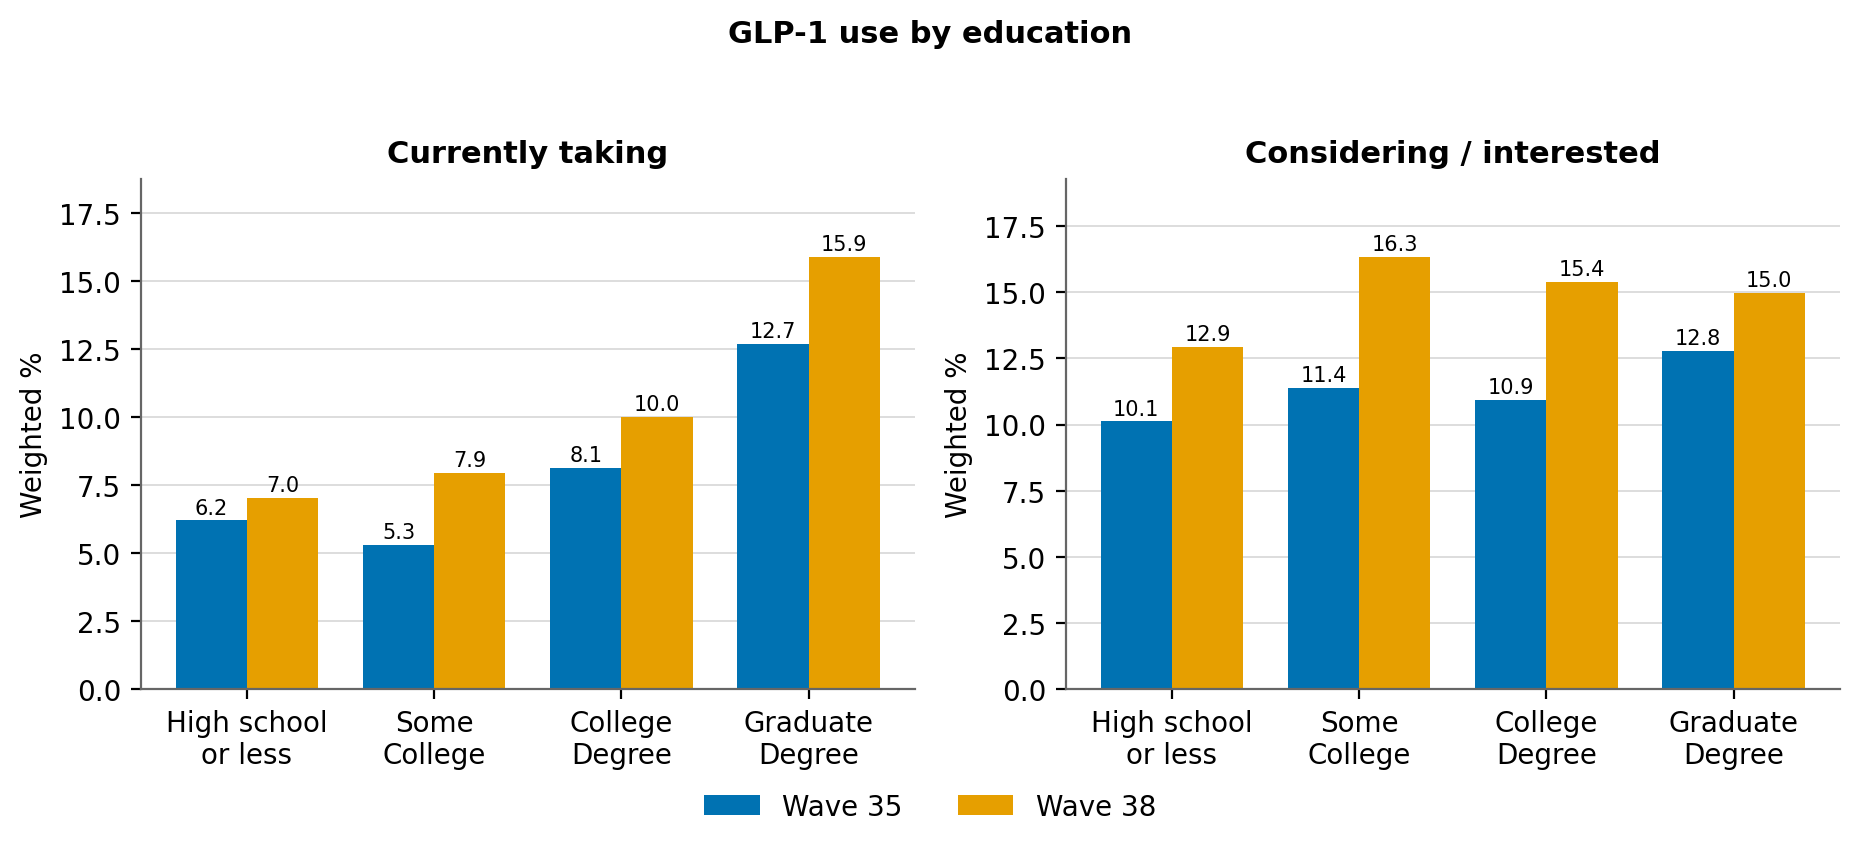 GLP-1 use by education
Currently taking
Weighted %
17.5
15.0
12.5
10.0
7.5
5.0
2.5
0.0
6.2
7.0
5.3
7.9
8.1
10.0
12.7
15.9
High school
or less
Some
College
College
Degree
Graduate
Degree
Considering / interested
Weighted %
17.5
15.0
12.5
10.0
7.5
5.0
2.5
0.0
10.1
12.9
11.4
16.3
10.9
15.4
12.8
15.0
High school
or less
Some
College
College
Degree
Graduate
Degree
Wave 35
Wave 38